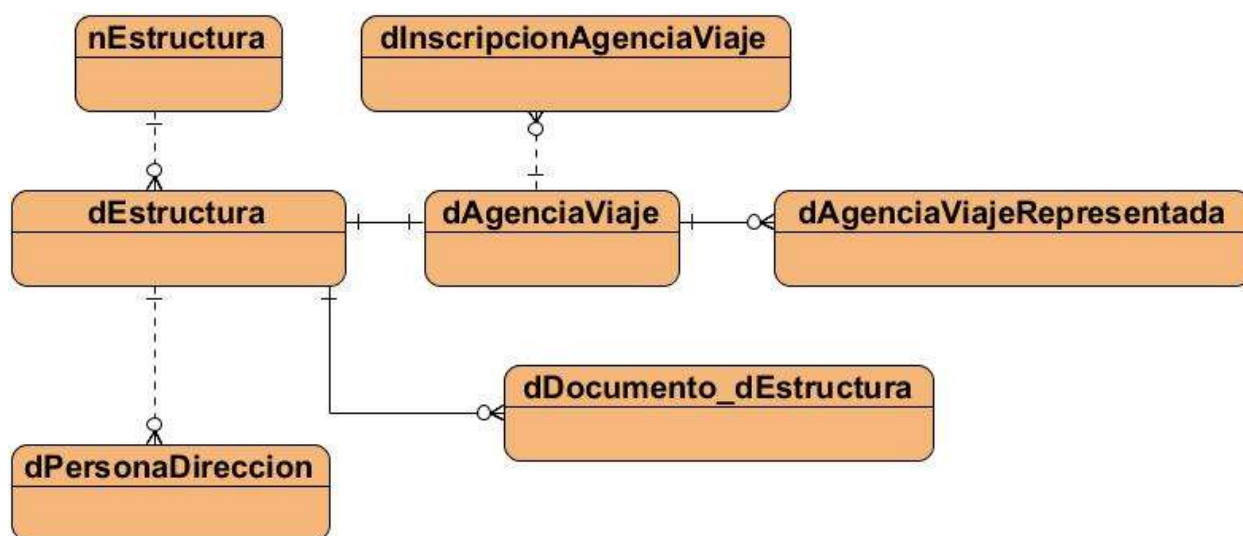 nEstructura
dInscripcionAgenciaViaje
dEstructura
dAgenciaViaje
dAgenciaViajeRepresentada
dDocumento_dEstructura
dPersonaDireccion